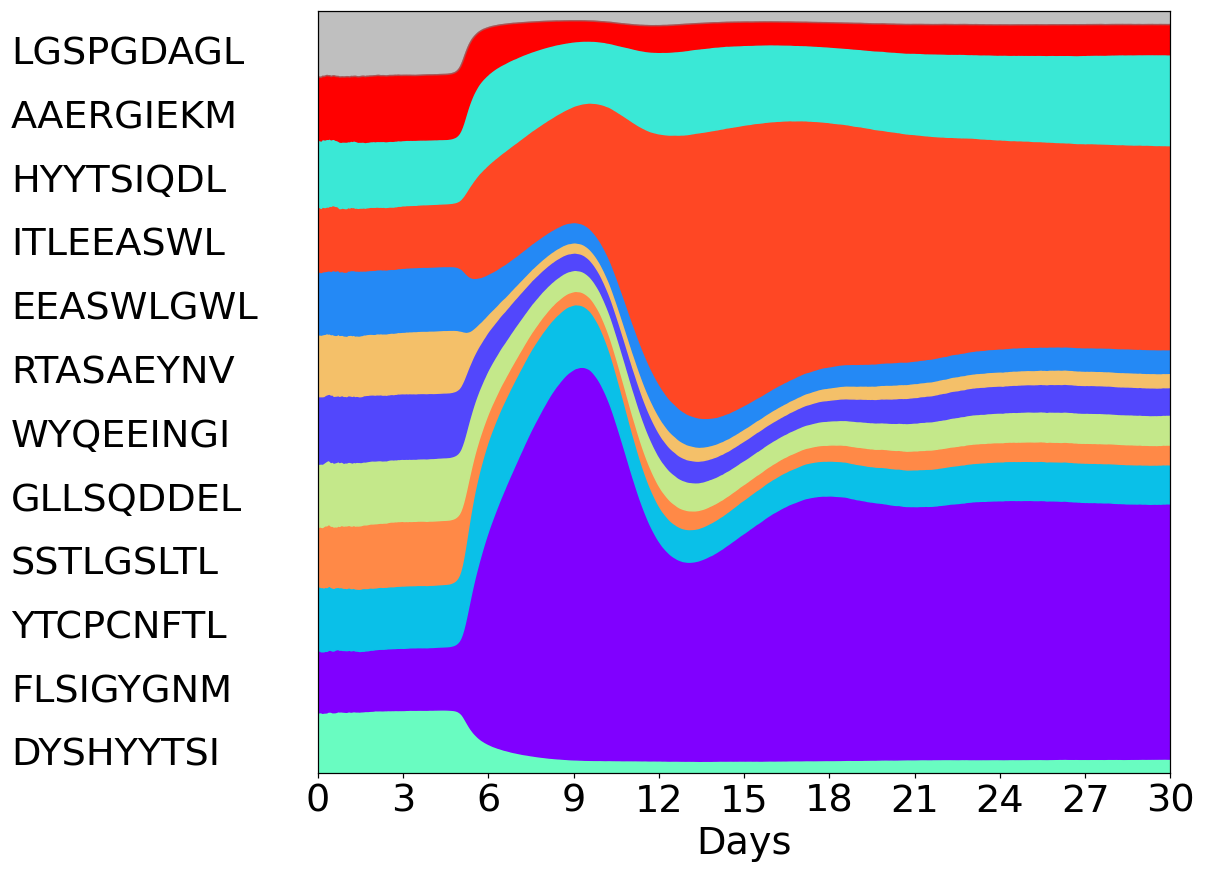 LGSPGDAGL
AAERGIEKM
HYYTSIQDL
ITLEEASWL
EEASWLGWL
RTASAEYNV
WYQEEINGI
GLLSQDDEL
SSTLGSLTL
YTCPCNFTL
FLSIGYGNM
DYSHYYTSI
0 3 6 9 12 15 18 21 24 27 30
Days